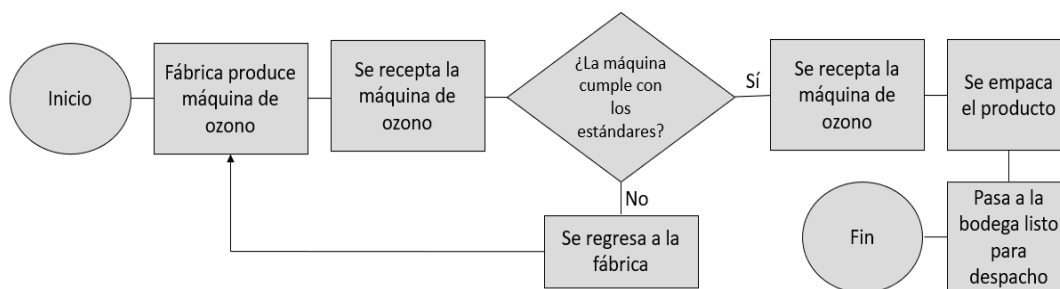 Inicio
Fábrica produce
máquina de
ozono
Se recepta la
máquina de
ozono
¿La máquina
cumple con
los
estándares?
Sí
Se recepta la
máquina de
ozono
Se empaca
el producto
No
Se regresa a la
fábrica
Pasa a la
bodega listo
para
despacho
Fin